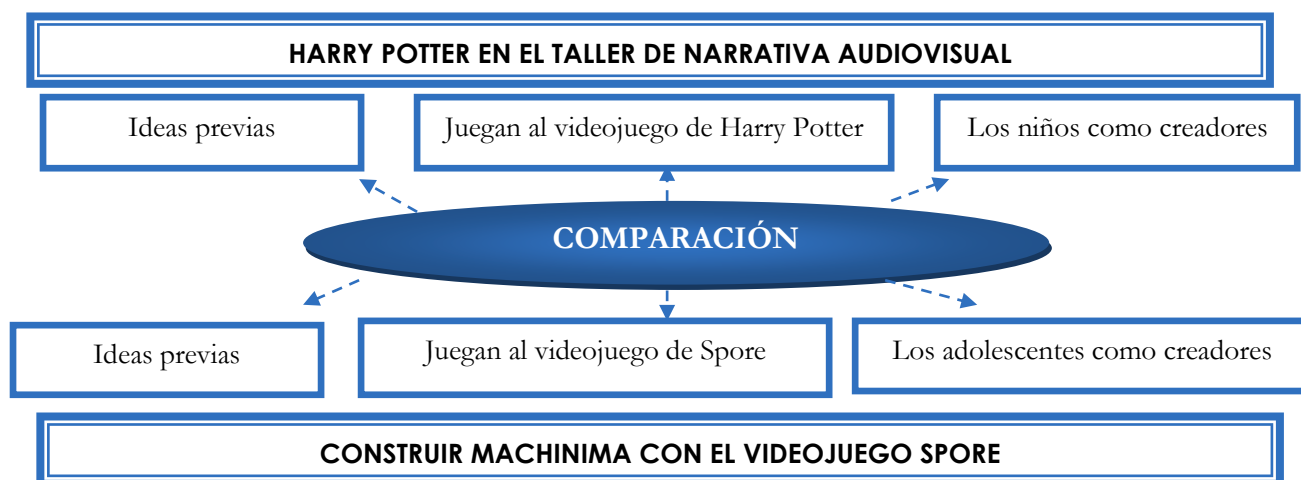 HARRY POTTER EN EL TALLER DE NARRATIVA AUDIOVISUAL
Ideas previas
Juegan al videojuego de Harry Potter
Los niños como creadores
COMPARACIÓN
Ideas previas
Juegan al videojuego de Spore
Los adolescentes como creadores
CONSTRUIR MACHINIMA CON EL VIDEOJUEGO SPORE